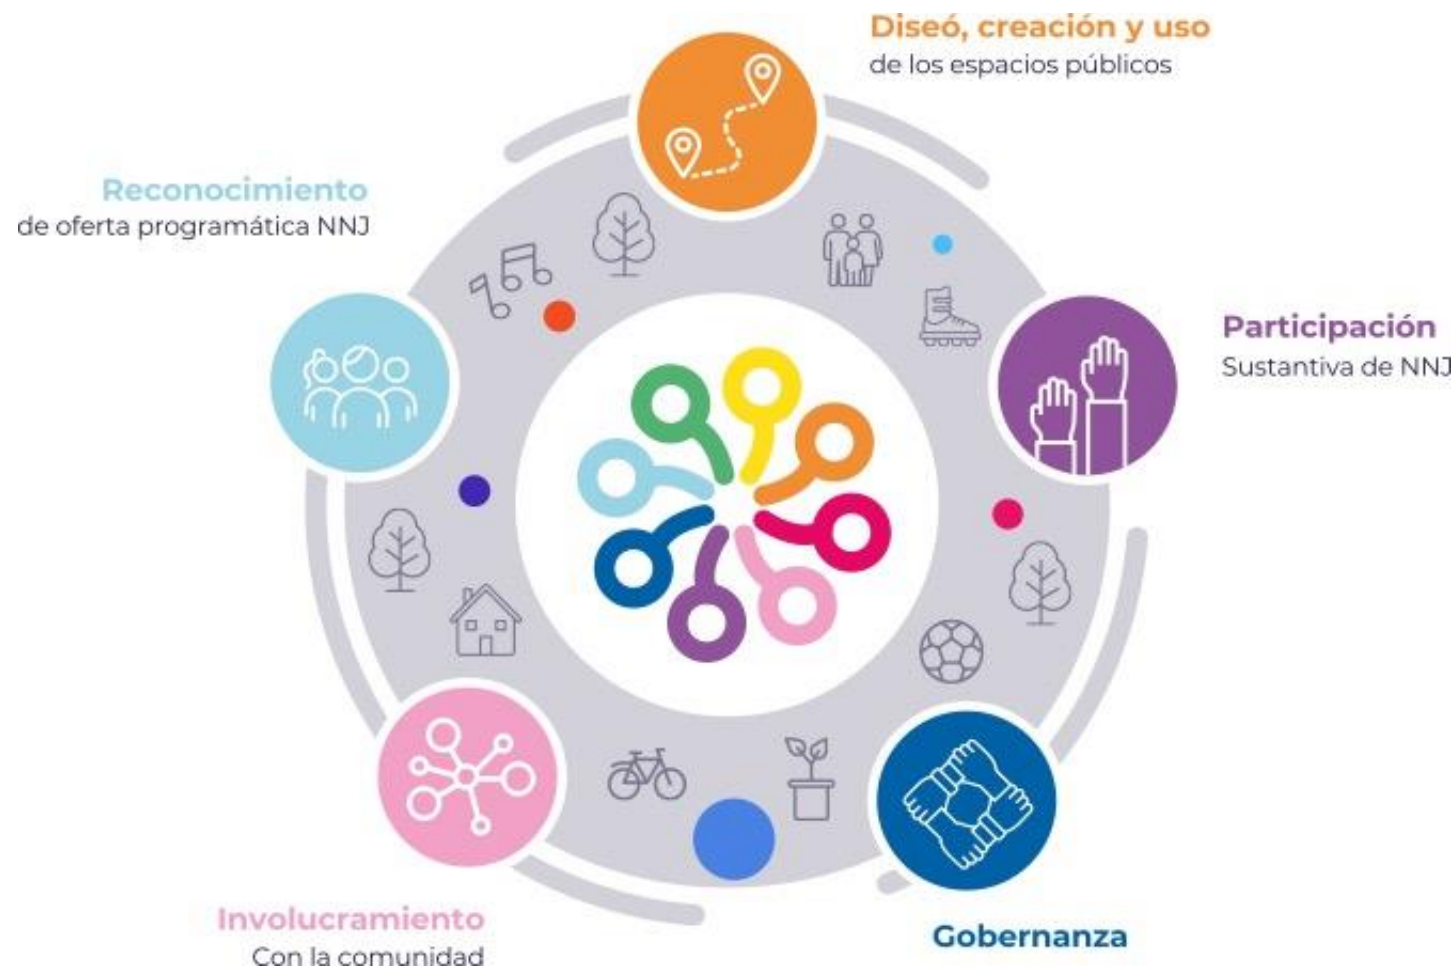 Diseó, creación y uso
de los espacios públicos
Reconocimiento
de oferta programática NNJ
Participación
Sustantiva de NNJ
Involucramiento
Con la comunidad
Gobernanza